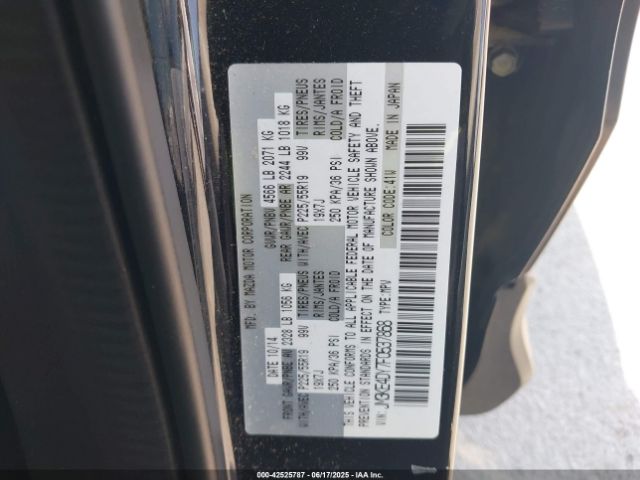 MFD. BY MAZDA MOTOR CORPORATION
DATE 10/14 GVWR/PNBV 4566 LB 2071 KG
FRONT GAWR/PNBE AV 2328 LB 1056 KG REAR GAWR/PNBE AR 2244 LB 1018 KG
WITH/AVEC P225/55R19 99V TIRES/PNEUS WITH/AVEC P225/55R19 99V TIRES/PNEUS
19X7J RIMS/JANTES 19X7J RIMS/JANTES
250 KPA/36 PSI COLD/A FROID 250 KPA/36 PSI COLD/A FROID
THIS VEHICLE CONFORMS TO ALL APPLICABLE FEDERAL MOTOR VEHICLE SAFETY AND THEFT
PREVENTION STANDARDS IN EFFECT ON THE DATE OF MANUFACTURE SHOWN ABOVE.
VIN: JM3KE4DY7F0537868 TYPE:MPV COLOR CODE:41W MADE IN JAPAN
000-42525787 - 06/17/2025 - COPYRIGHT IAA, INC.